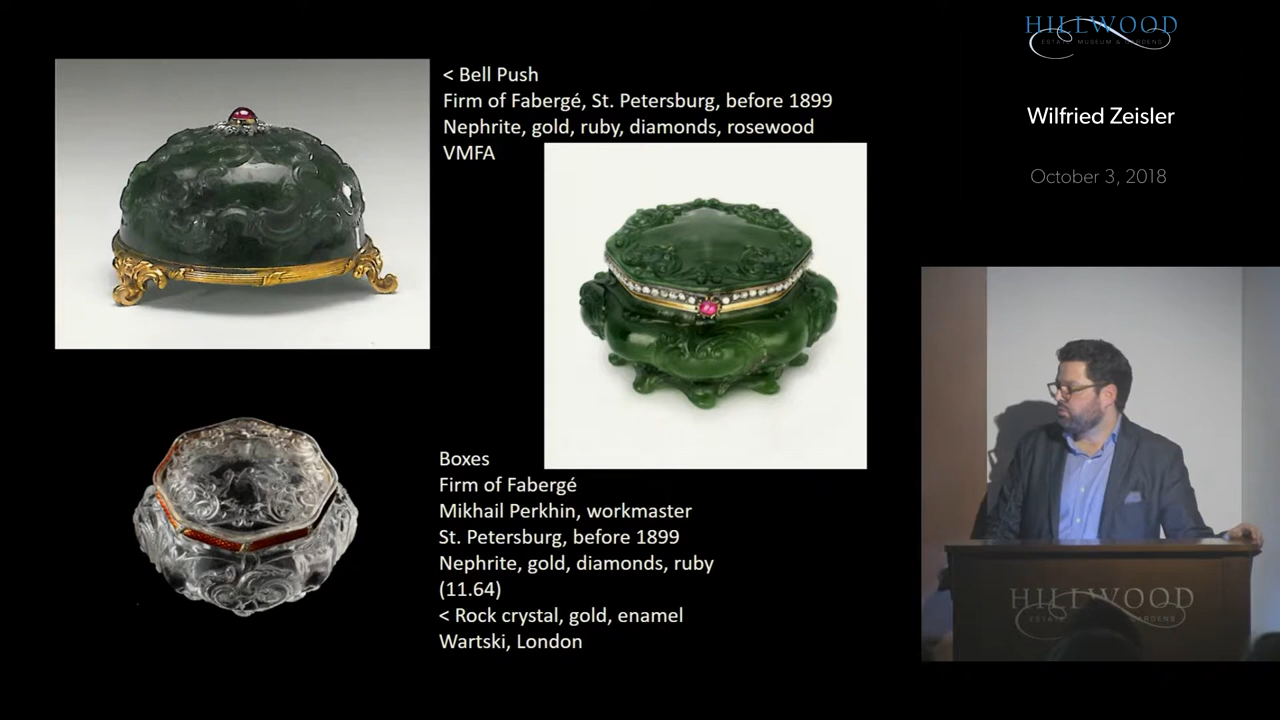 < Bell Push
Firm of Fabergé, St. Petersburg, before 1899
Nephrite, gold, ruby, diamonds, rosewood
VMFA
Boxes
Firm of Fabergé
Mikhail Perkhin, workmaster
St. Petersburg, before 1899
Nephrite, gold, diamonds, ruby
(11.64)
< Rock crystal, gold, enamel
Wartski, London
HILLWOOD
ESTATE, MUSEUM & GARDENS
Wilfried Zeisler
October 3, 2018
HILLWOOD